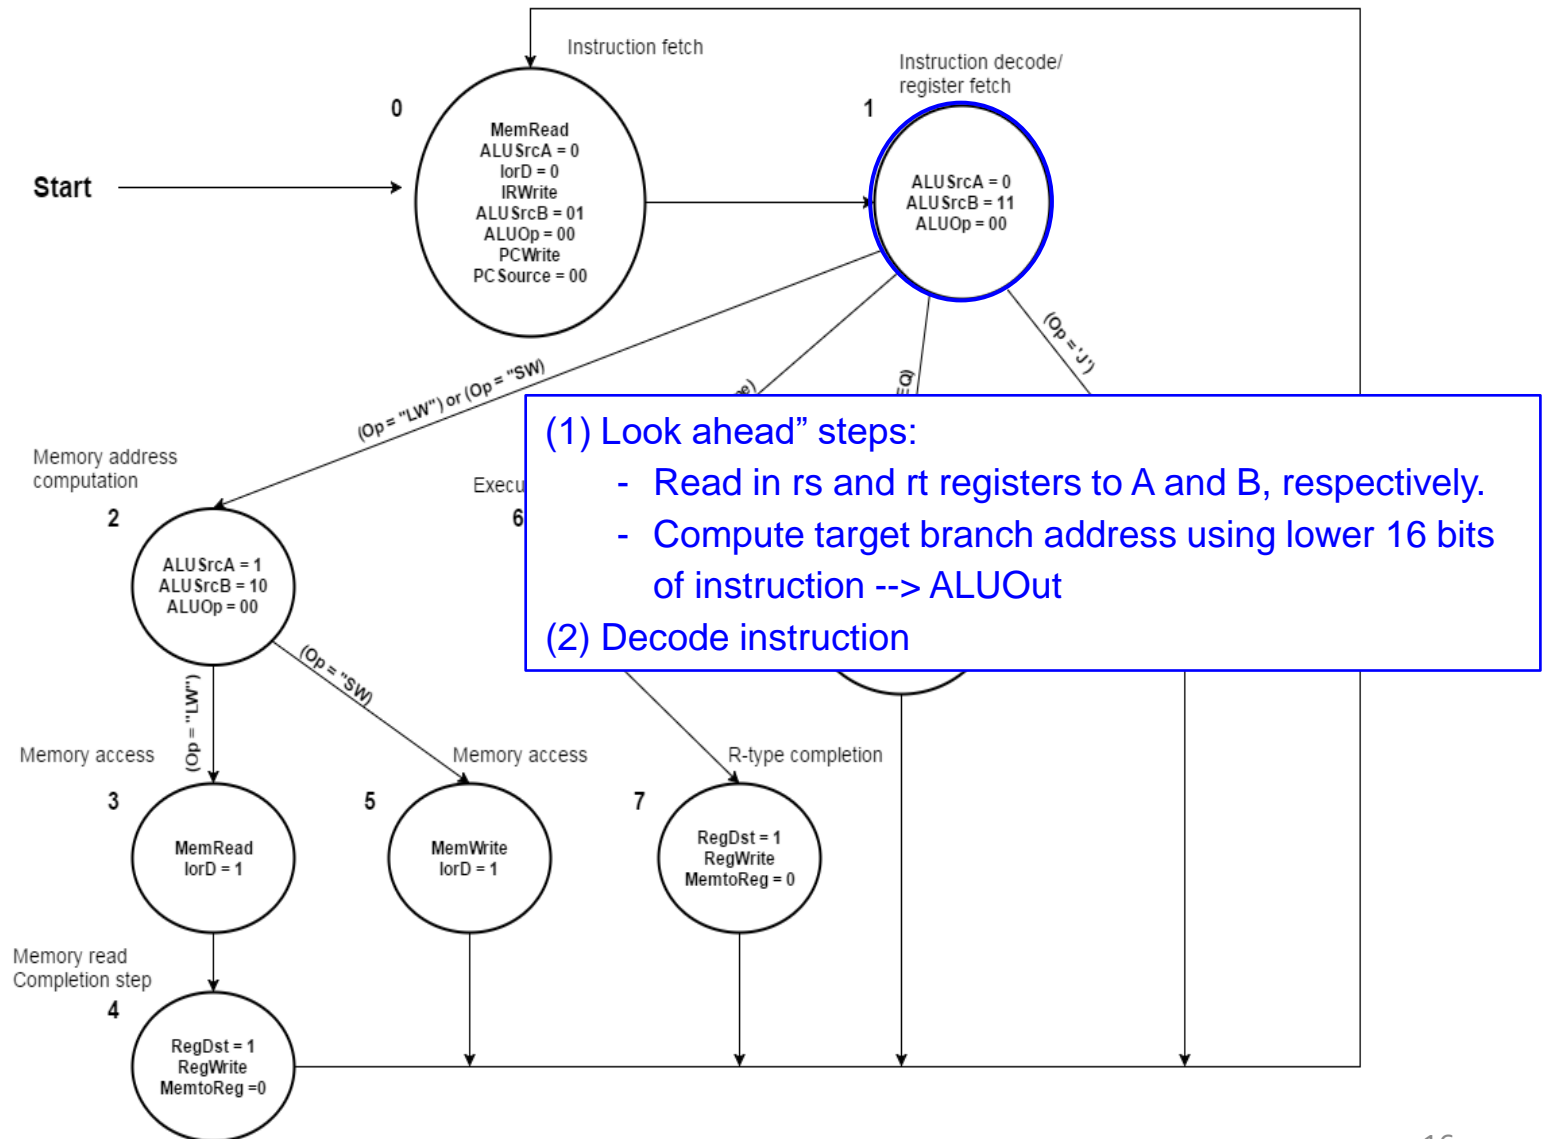 Instruction fetch
Instruction decode/
register fetch
0
1
MemRead
ALUSrcA = 0
IorD = 0
IRWrite
ALUSrcB = 01
ALUOp = 00
PCWrite
PCSource = 00
ALUSrcA = 0
ALUSrcB = 11
ALUOp = 00
Start
(Op = 'J')
(Op = "LW") or (Op = "SW)
(1) Look ahead” steps:
- Read in rs and rt registers to A and B, respectively.
- Compute target branch address using lower 16 bits
of instruction --> ALUOut
(2) Decode instruction
Memory address
computation
2
6
ALUSrcA = 1
ALUSrcB = 10
ALUOp = 00
(Op = "SW)
(Op = "LW")
Memory access
Memory access
R-type completion
3
5
7
MemRead
IorD = 1
MemWrite
IorD = 1
RegDst = 1
RegWrite
MemtoReg = 0
Memory read
Completion step
4
RegDst = 1
RegWrite
MemtoReg =0